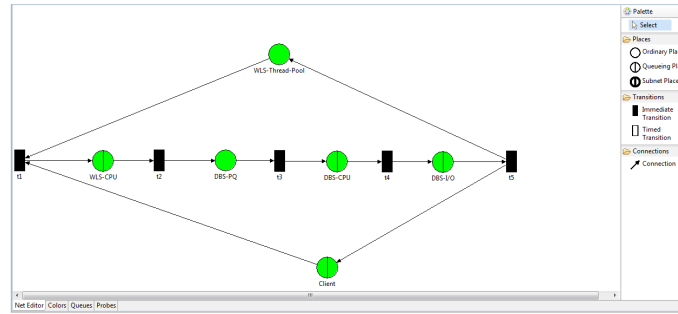 Palette
Select
Places
Ordinary Pla
Queueing Pl
Subnet Place
Transitions
Immediate
Transition
Timed
Transition
Connections
Connection
WLS-Thread-Pool
t1
WLS-CPU
t2
DBS-PQ
t3
DBS-CPU
t4
DBS-I/O
t5
Client
Net Editor Colors Queues Probes